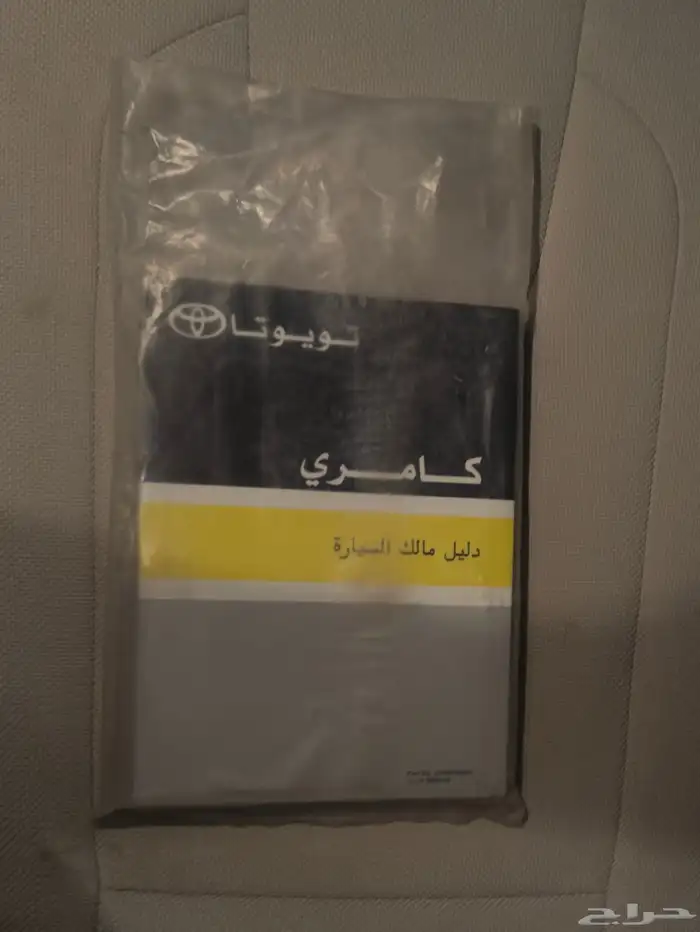 تويوتا
كامري
دليل مالك السيارة
حراج